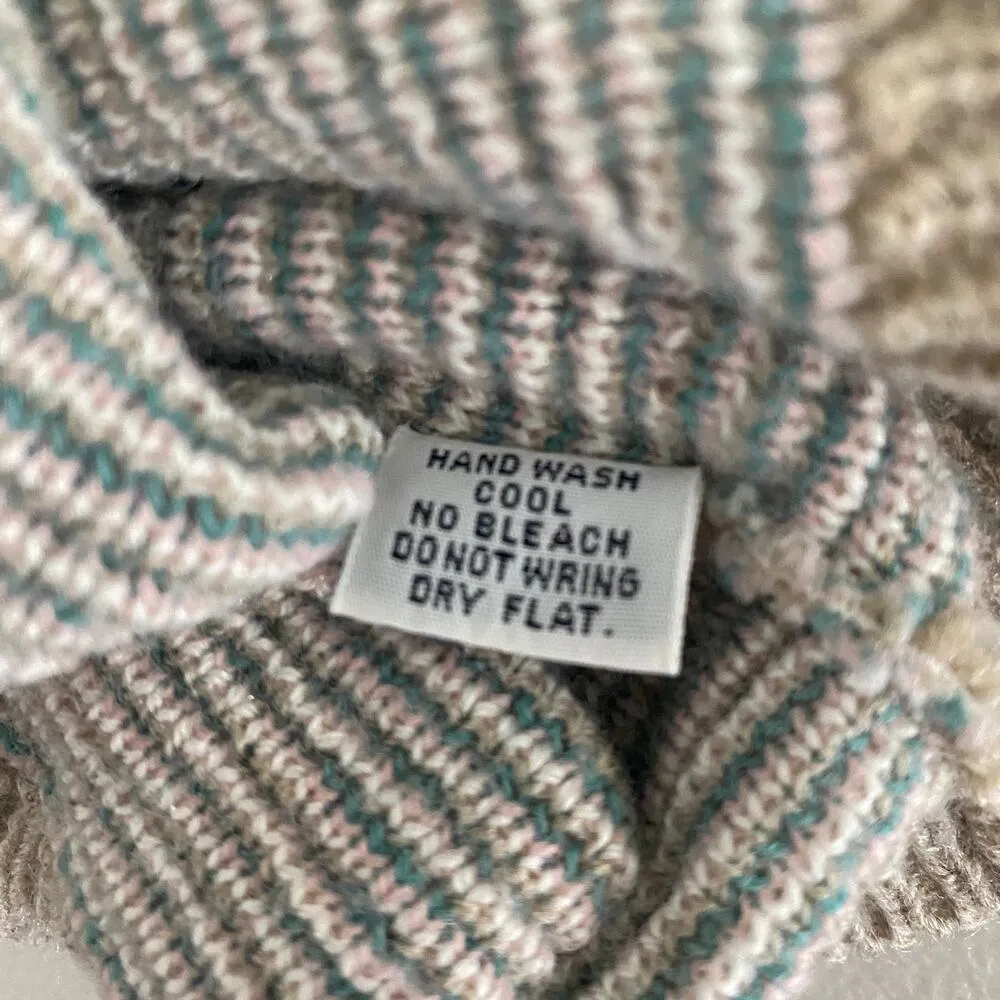 HAND WASH
COOL
NO BLEACH
DO NOT WRING
DRY FLAT.